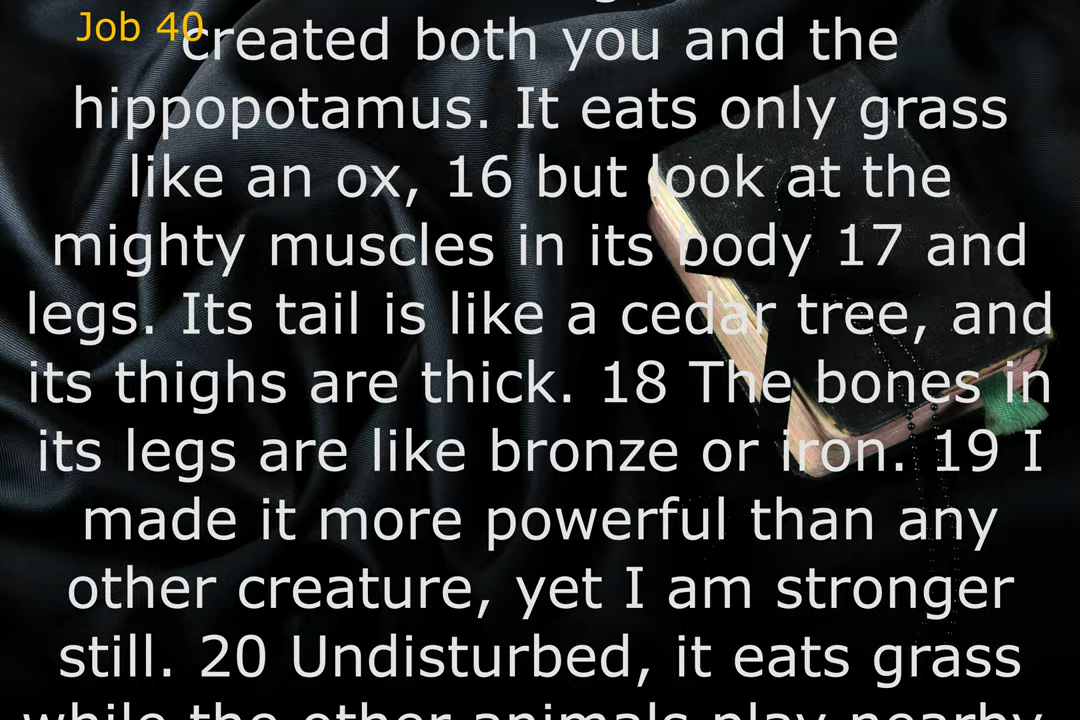 Job 40
created both you and the
hippopotamus. It eats only grass
like an ox, 16 but look at the
mighty muscles in its body 17 and
legs. Its tail is like a cedar tree, and
its thighs are thick. 18 The bones in
its legs are like bronze or iron. 19 I
made it more powerful than any
other creature, yet I am stronger
still. 20 Undisturbed, it eats grass
while the other animals play nearby